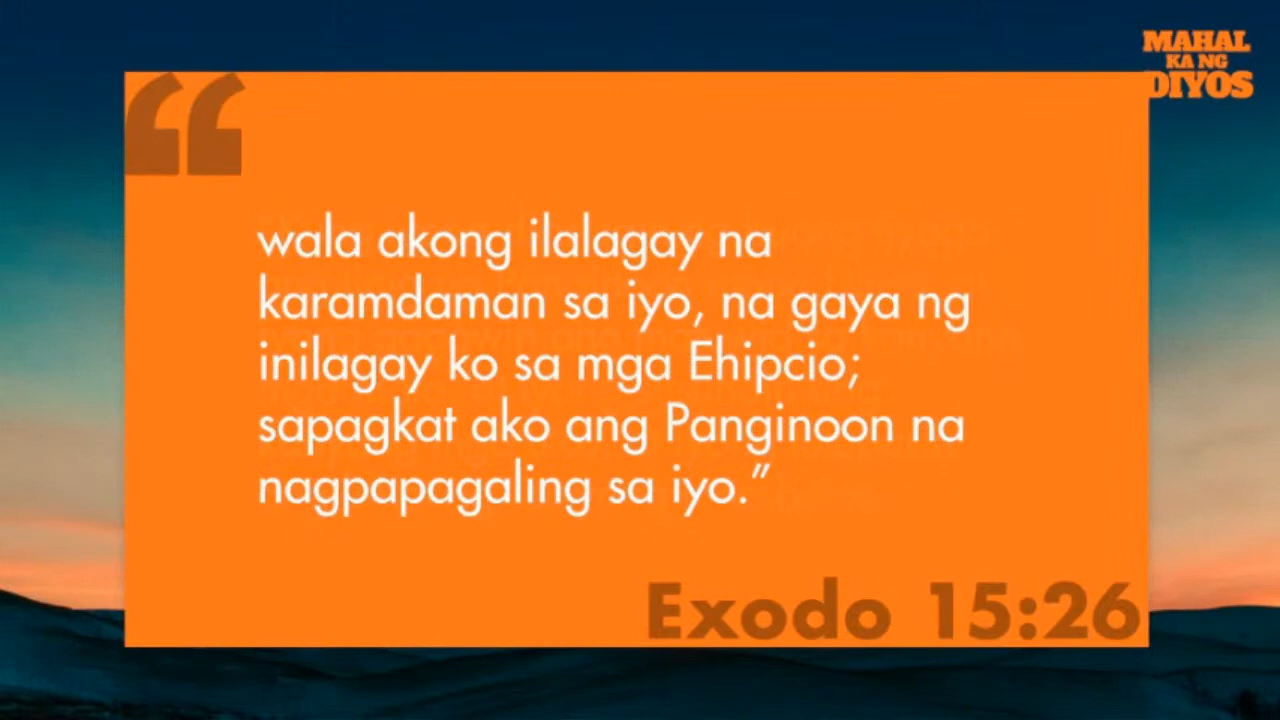 MAHAL
KA NG
DIYOS
“
wala akong ilalagay na
karamdaman sa iyo, na gaya ng
inilagay ko sa mga Ehipcio;
sapagkat ako ang Panginoon na
nagpapagaling sa iyo.”
Exodo 15:26